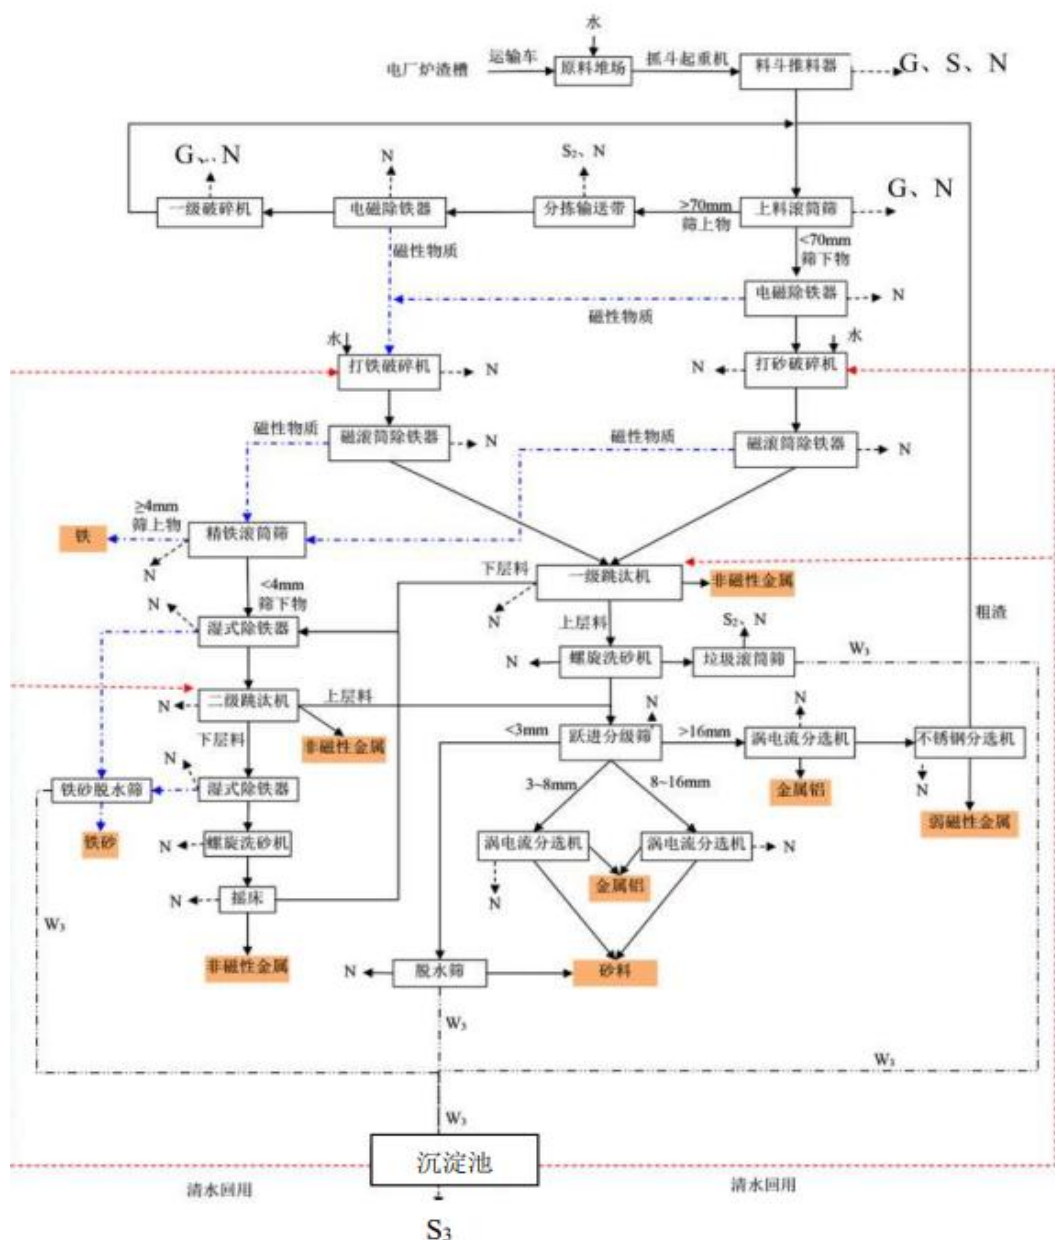 水
电厂炉渣槽
运输车
原料堆场
抓斗起重机
料斗推料器
G、S、N
G、N
N
S₂、N
G、N
一级破碎机
电磁除铁器
分拣输送带
>70mm
筛上物
上料滚筒筛
<70mm
筛下物
磁性物质
电磁除铁器
N
磁性物质
水
水
打铁破碎机
N
N
打砂破碎机
磁性物质
磁滚筒除铁器
N
磁性物质
磁滚筒除铁器
N
≥4mm
筛上物
铁
精铁滚筒筛
N
<4mm
筛下物
下层料
一级跳汰机
非磁性金属
N
N
上层料
S₂、N
粗渣
湿式除铁器
N
螺旋洗砂机
垃圾滚筒筛
W₃
N
二级跳汰机
上层料
非磁性金属
下层料
N
<3mm
跃进分级筛
N
>16mm
N
涡电流分选机
不锈钢分选机
N
铁砂脱水筛
湿式除铁器
3~8mm
8~16mm
金属铝
弱磁性金属
铁砂
N
螺旋洗砂机
涡电流分选机
涡电流分选机
N
N
摇床
N
金属铝
W₃
非磁性金属
N
脱水筛
砂料
W₃
W₃
W₃
沉淀池
清水回用
清水回用
S₃